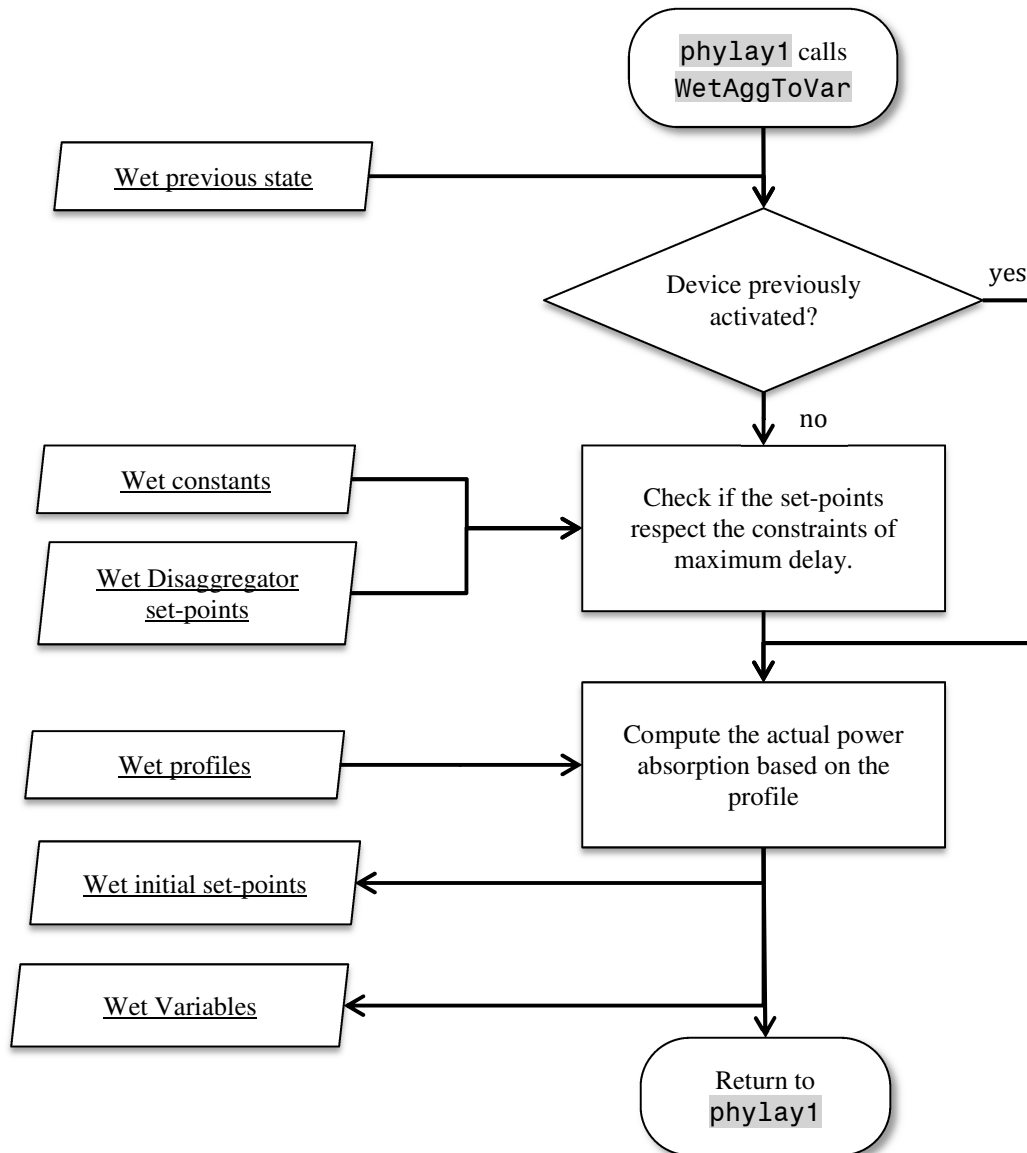 phylay1 calls
WetAggToVar
Wet previous state
Device previously
activated?
yes
no
Wet constants
Wet Disaggregator
set-points
Check if the set-points
respect the constraints of
maximum delay.
Wet profiles
Compute the actual power
absorption based on the
profile
Wet initial set-points
Wet Variables
Return to
phylay1